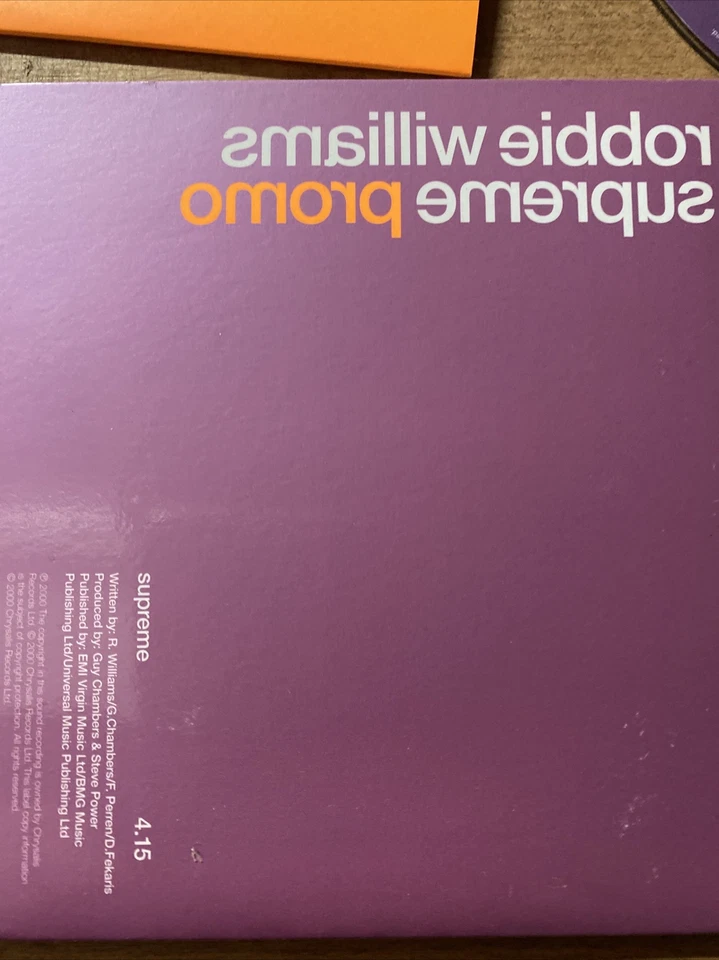 robbie williams
supreme promo
supreme 4.15
Written by: R. Williams/G.Chambers/F. Perren/D.Fekaris
Produced by: Guy Chambers & Steve Power
Published by: EMI Virgin Music Ltd/BMG Music
Publishing Ltd/Universal Music Publishing Ltd
℗ 2000 The copyright in this sound recording is owned by Chrysalis
Records Ltd. © 2000 Chrysalis Records Ltd. This label copy information
is the subject of copyright protection. All rights reserved.
© 2000 Chrysalis Records Ltd.